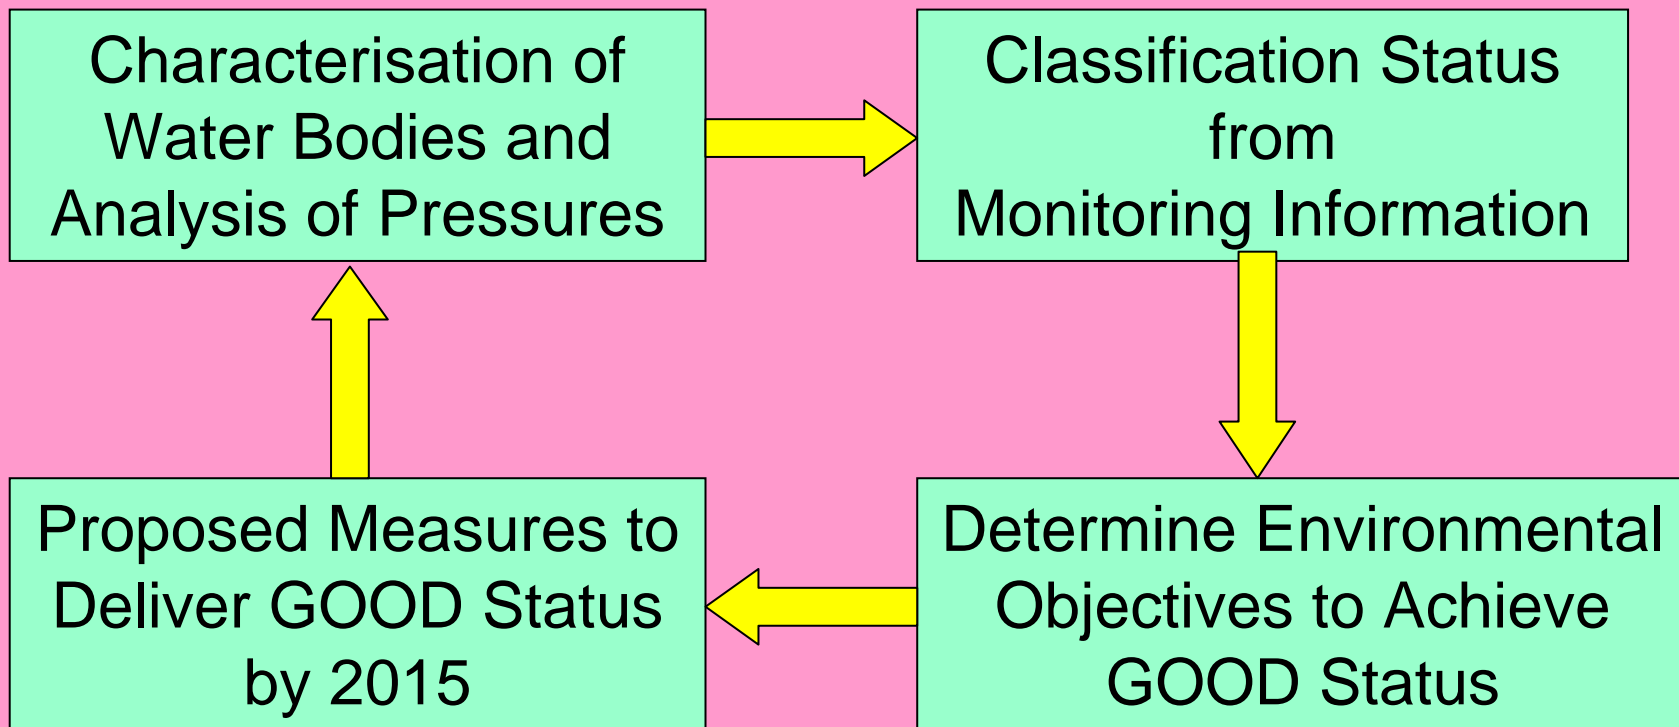 Characterisation of
Water Bodies and
Analysis of Pressures
Classification Status
from
Monitoring Information
Determine Environmental
Objectives to Achieve
GOOD Status
Proposed Measures to
Deliver GOOD Status
by 2015